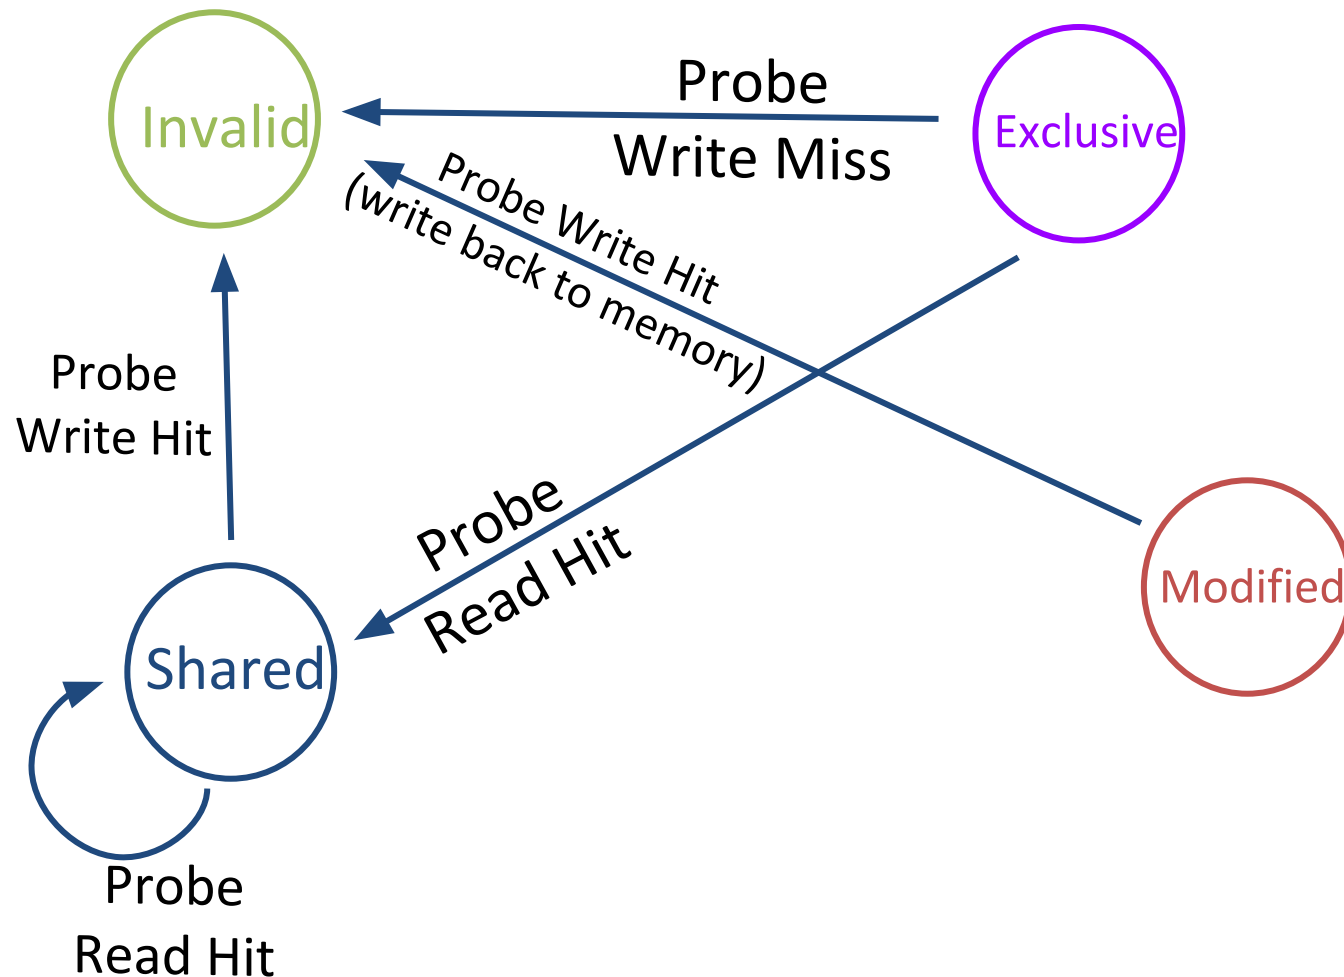 Invalid
Probe
Write Miss
Exclusive
Probe Write Hit
(write back to memory)
Probe
Write Hit
Probe
Read Hit
Modified
Shared
Probe
Read Hit